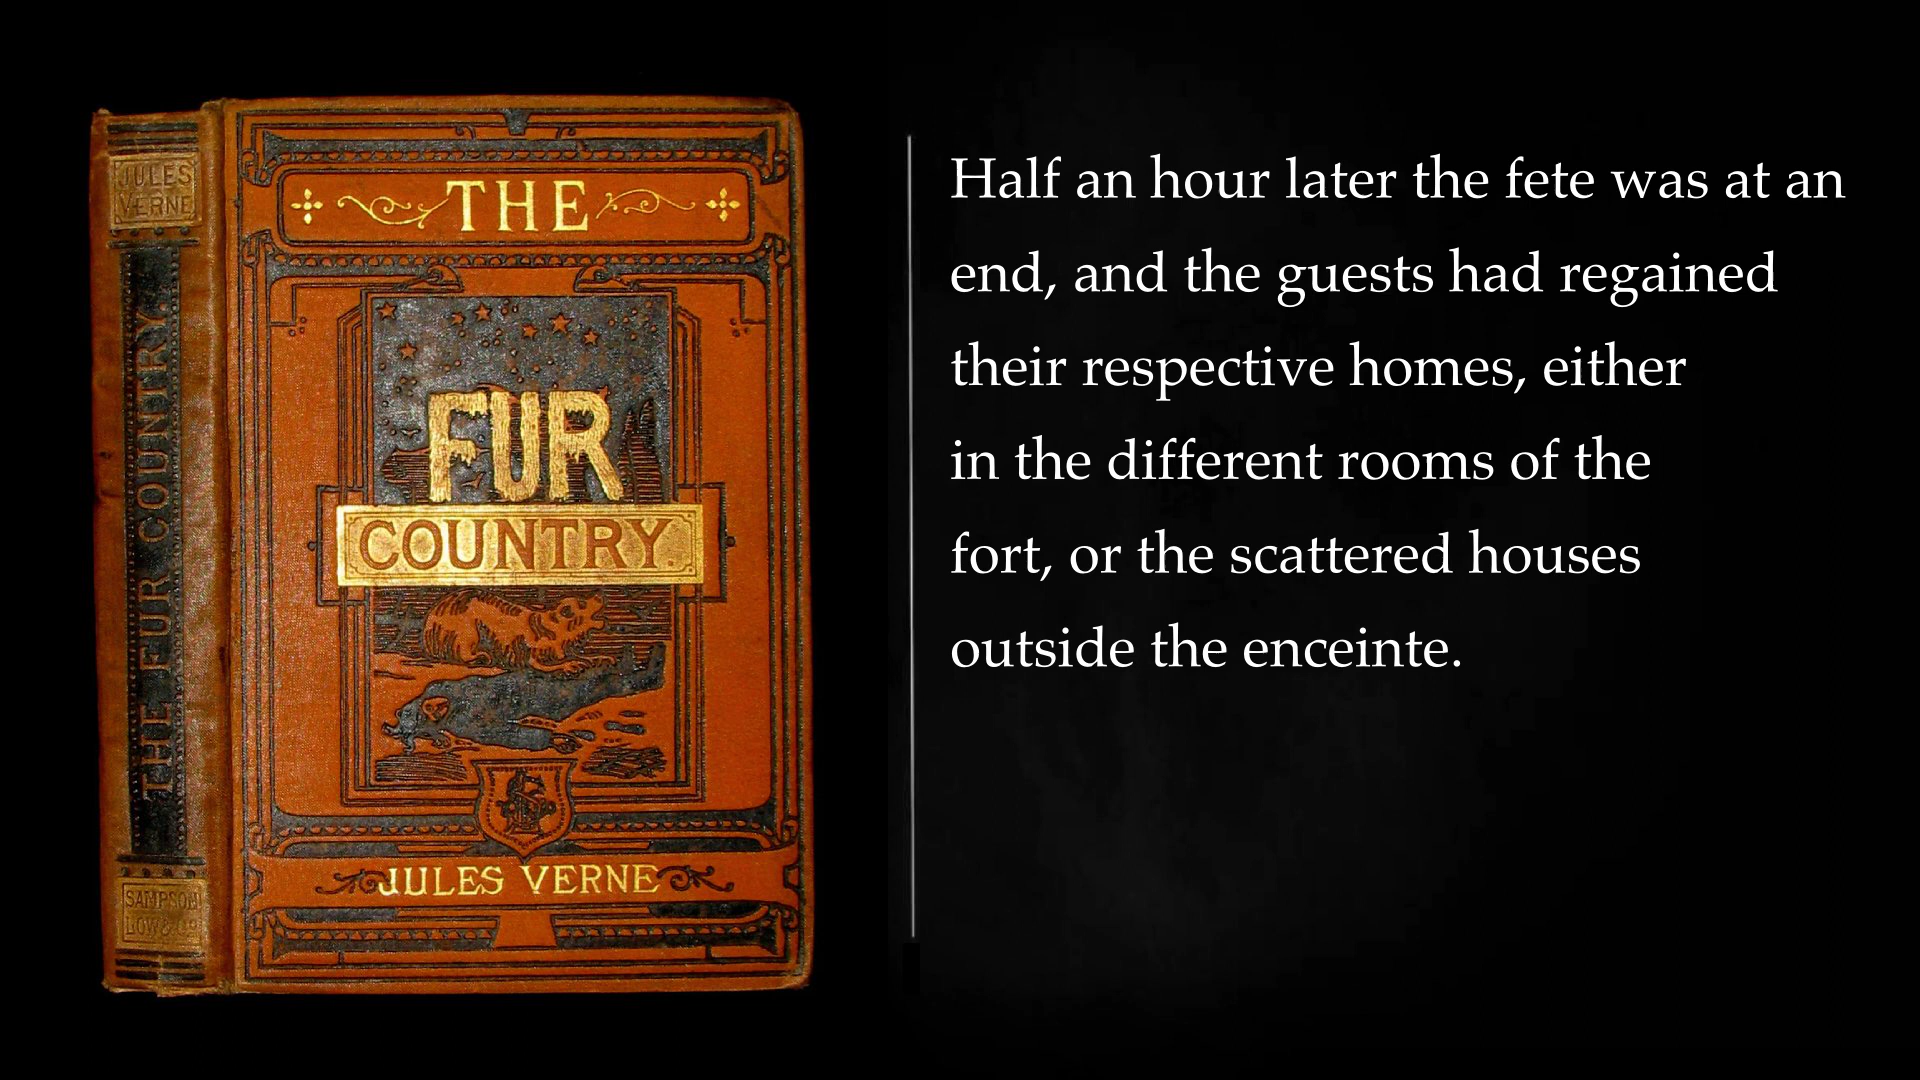 JULES
VERNE
THE FUR COUNTRY.
SAMPSON
LOW & Co
THE
FUR
COUNTRY.
JULES VERNE
Half an hour later the fete was at an
end, and the guests had regained
their respective homes, either
in the different rooms of the
fort, or the scattered houses
outside the enceinte.